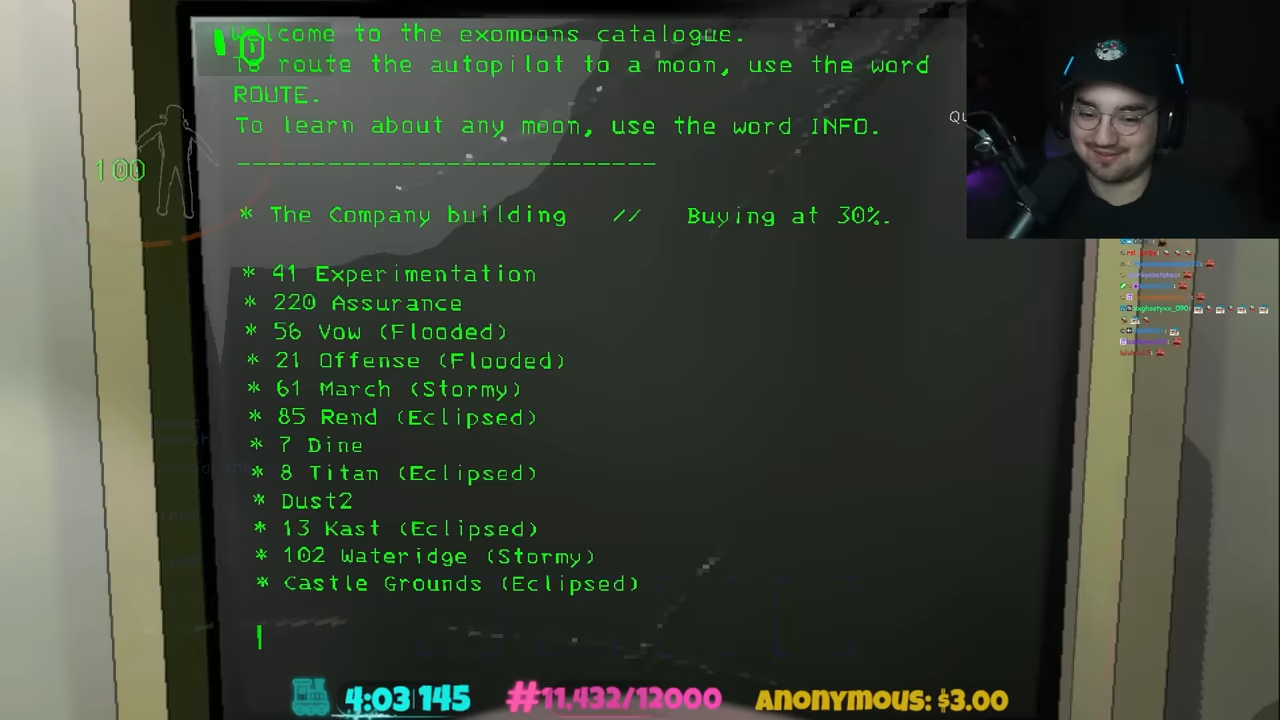 Welcome to the exomoons catalogue.
To route the autopilot to a moon, use the word
ROUTE.
To learn about any moon, use the word INFO.
----------------------------
100
* The Company building // Buying at 30%.
* 41 Experimentation
* 220 Assurance
* 56 Vow (Flooded)
* 21 Offense (Flooded)
* 61 March (Stormy)
* 85 Rend (Eclipsed)
* 7 Dine
* 8 Titan (Eclipsed)
* Dust2
* 13 Kast (Eclipsed)
* 102 Wateridge (Stormy)
* Castle Grounds (Eclipsed)
4:03|145 #11,432/12000 ANONYMOUS: $3.00